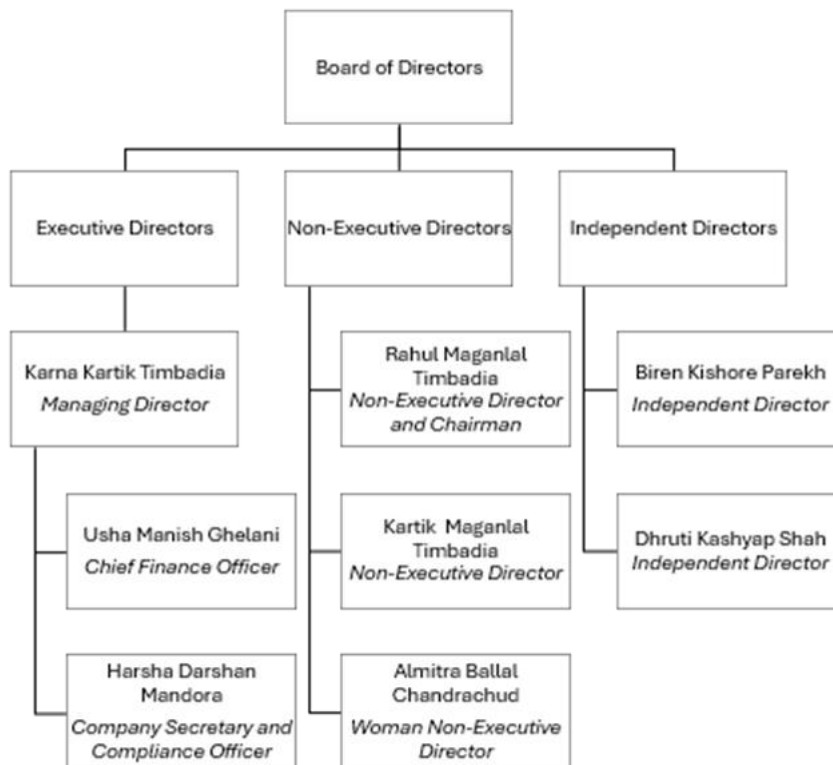 Board of Directors
Executive Directors
Non-Executive Directors
Independent Directors
Karna Kartik Timbadia
Managing Director
Rahul Maganlal
Timbadia
Non-Executive Director
and Chairman
Biren Kishore Parekh
Independent Director
Usha Manish Ghelani
Chief Finance Officer
Kartik Maganlal
Timbadia
Non-Executive Director
Dhruti Kashyap Shah
Independent Director
Harsha Darshan
Mandora
Company Secretary and
Compliance Officer
Almitra Ballal
Chandrachud
Woman Non-Executive
Director